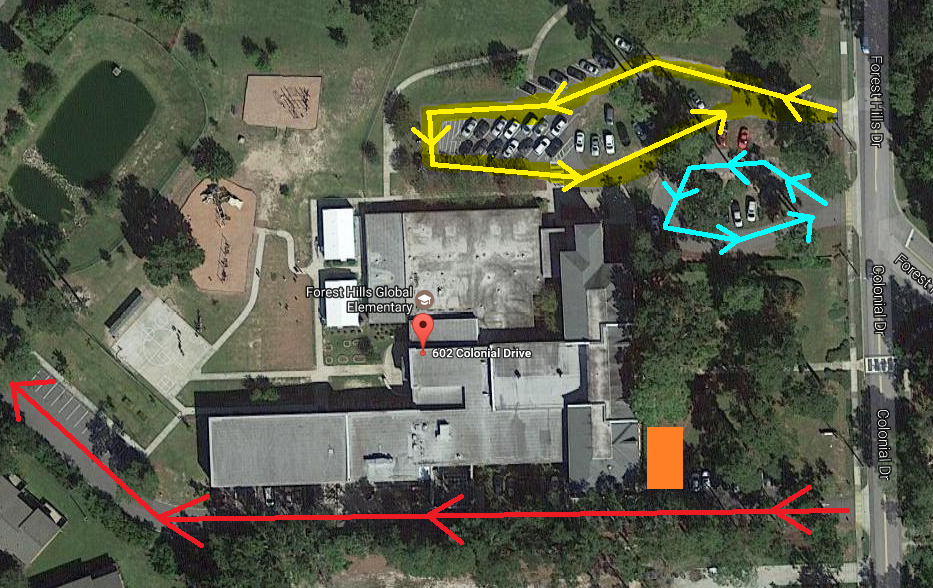 Forest Hills Dr
Forest Hills Global
Elementary
602 Colonial Drive
Colonial Dr
Forest H
Colonial Dr